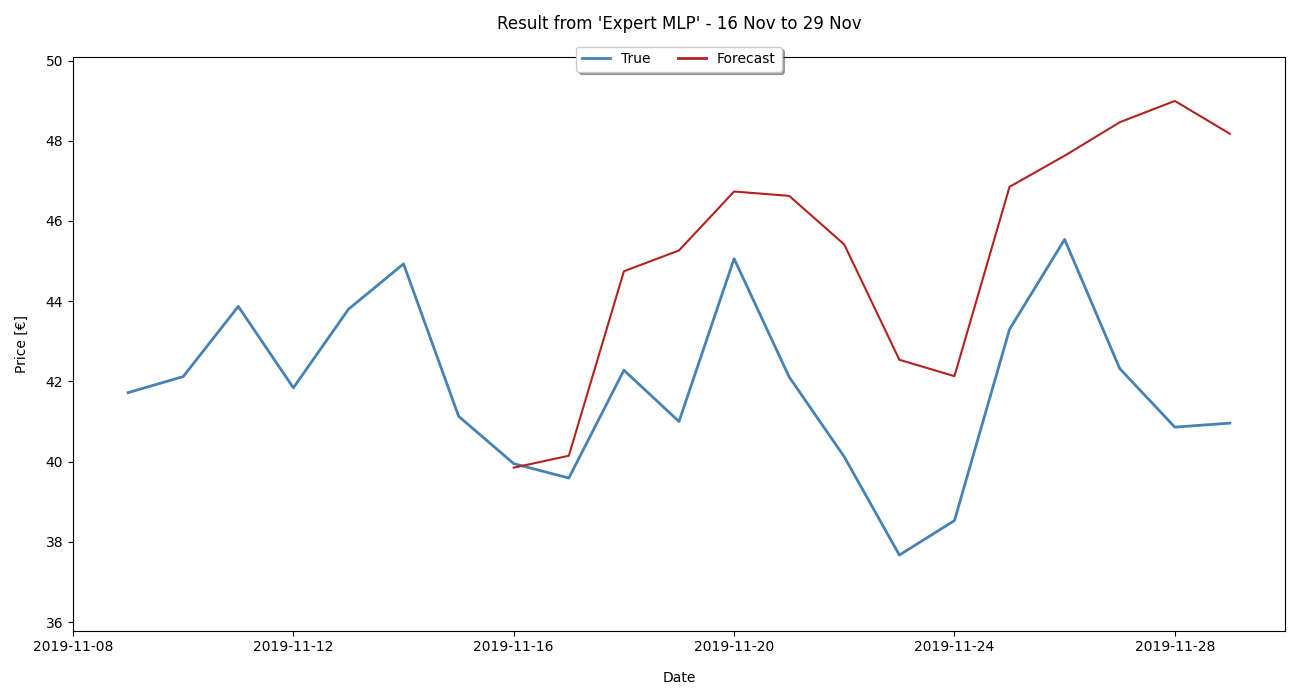 Result from 'Expert MLP' - 16 Nov to 29 Nov
True
Forecast
Price [€]
50
48
46
44
42
40
38
36
2019-11-08
2019-11-12
2019-11-16
2019-11-20
2019-11-24
2019-11-28
Date